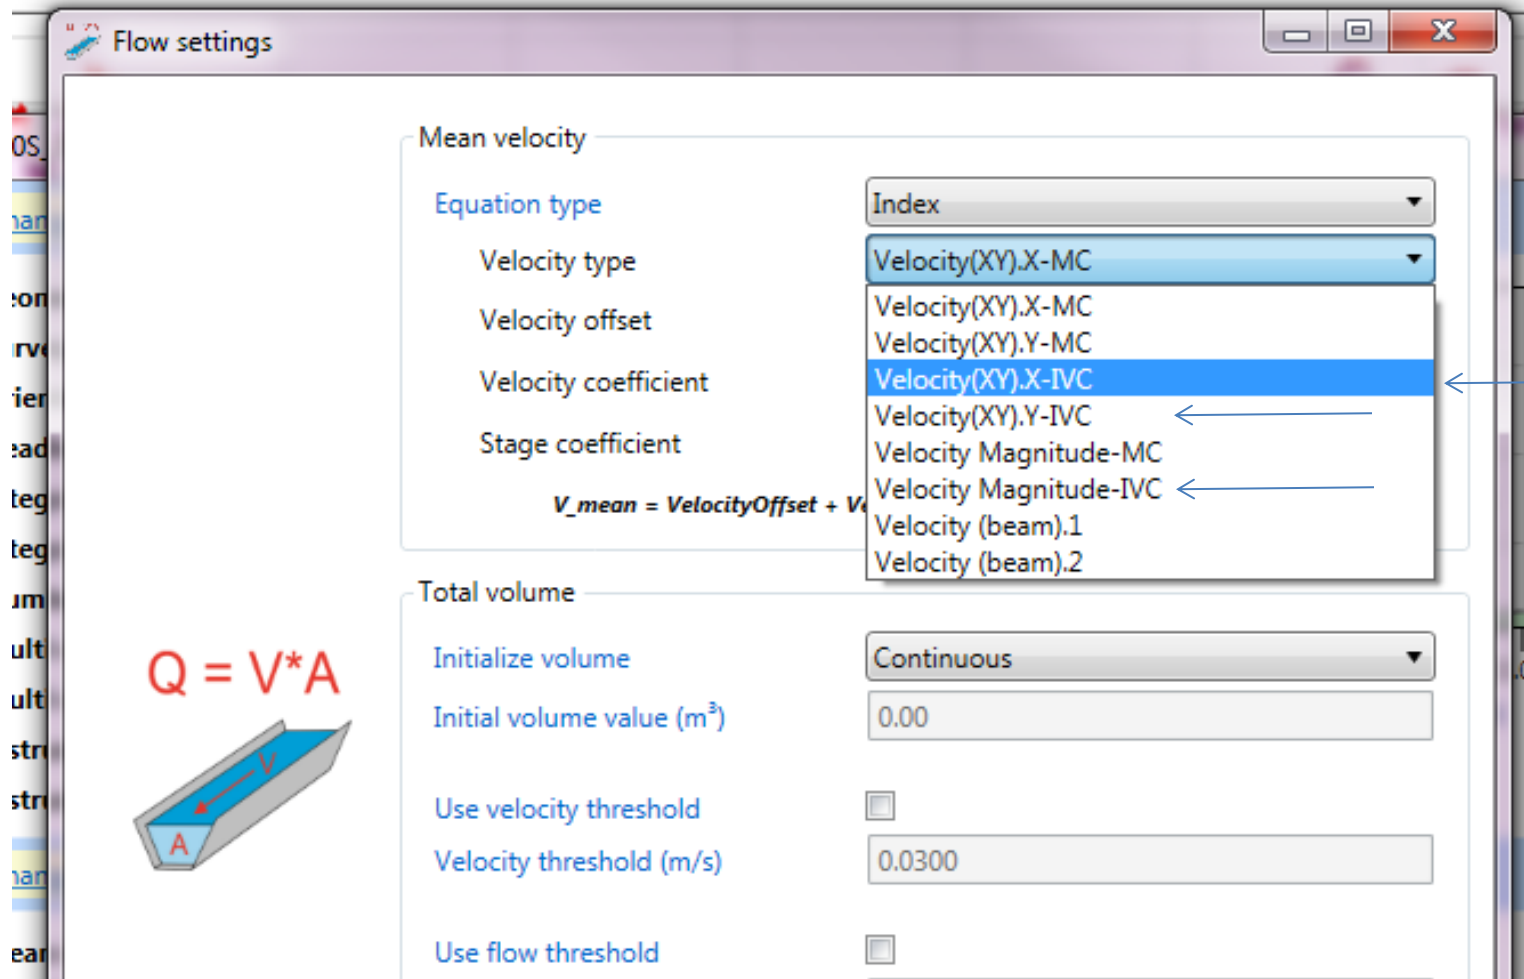 Flow settings
Mean velocity
Equation type
Index
Velocity type
Velocity(XY).X-MC
Velocity(XY).X-MC
Velocity offset
Velocity(XY).Y-MC
Velocity coefficient
Velocity(XY).X-IVC
Velocity(XY).Y-IVC
Stage coefficient
Velocity Magnitude-MC
Velocity Magnitude-IVC
V_mean = VelocityOffset +
Velocity (beam).1
Velocity (beam).2
Total volume
Q = V*A
Initialize volume
Continuous
Initial volume value (m³)
0.00
V
A
Use velocity threshold
Velocity threshold (m/s)
0.0300
Use flow threshold